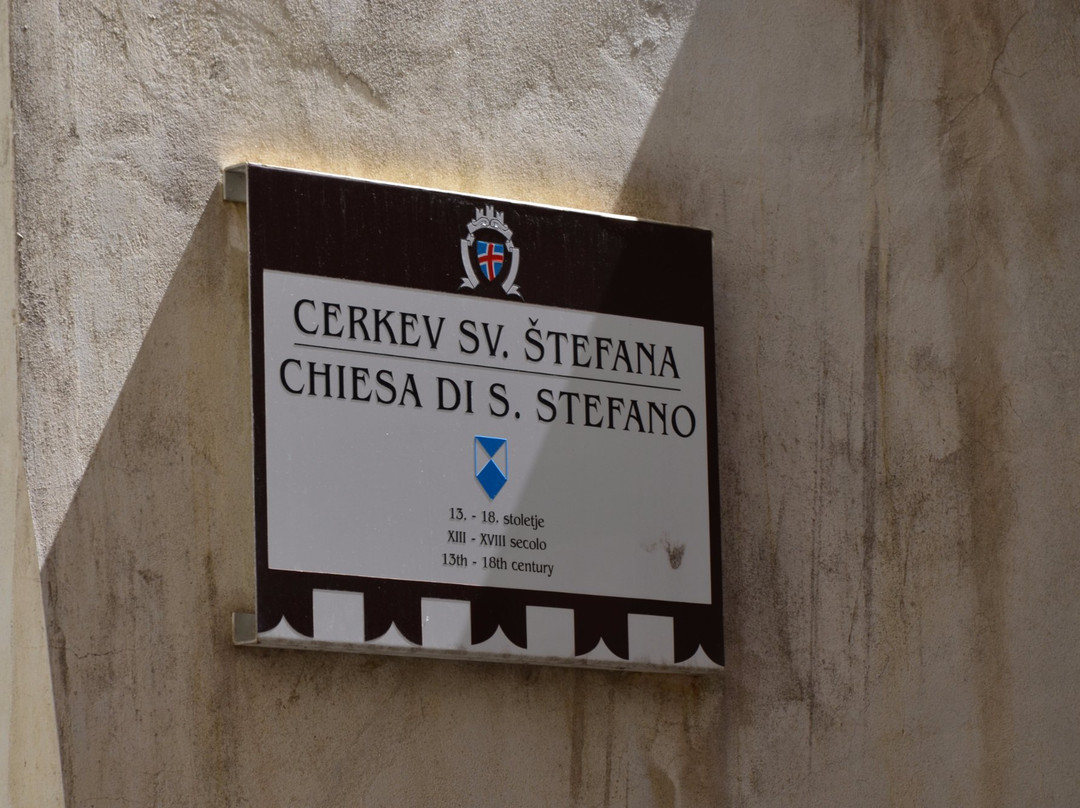 CERKEV SV. ŠTEFANA
CHIESA DI S. STEFANO
13. - 18. stoletje
XIII - XVIII secolo
13th - 18th century